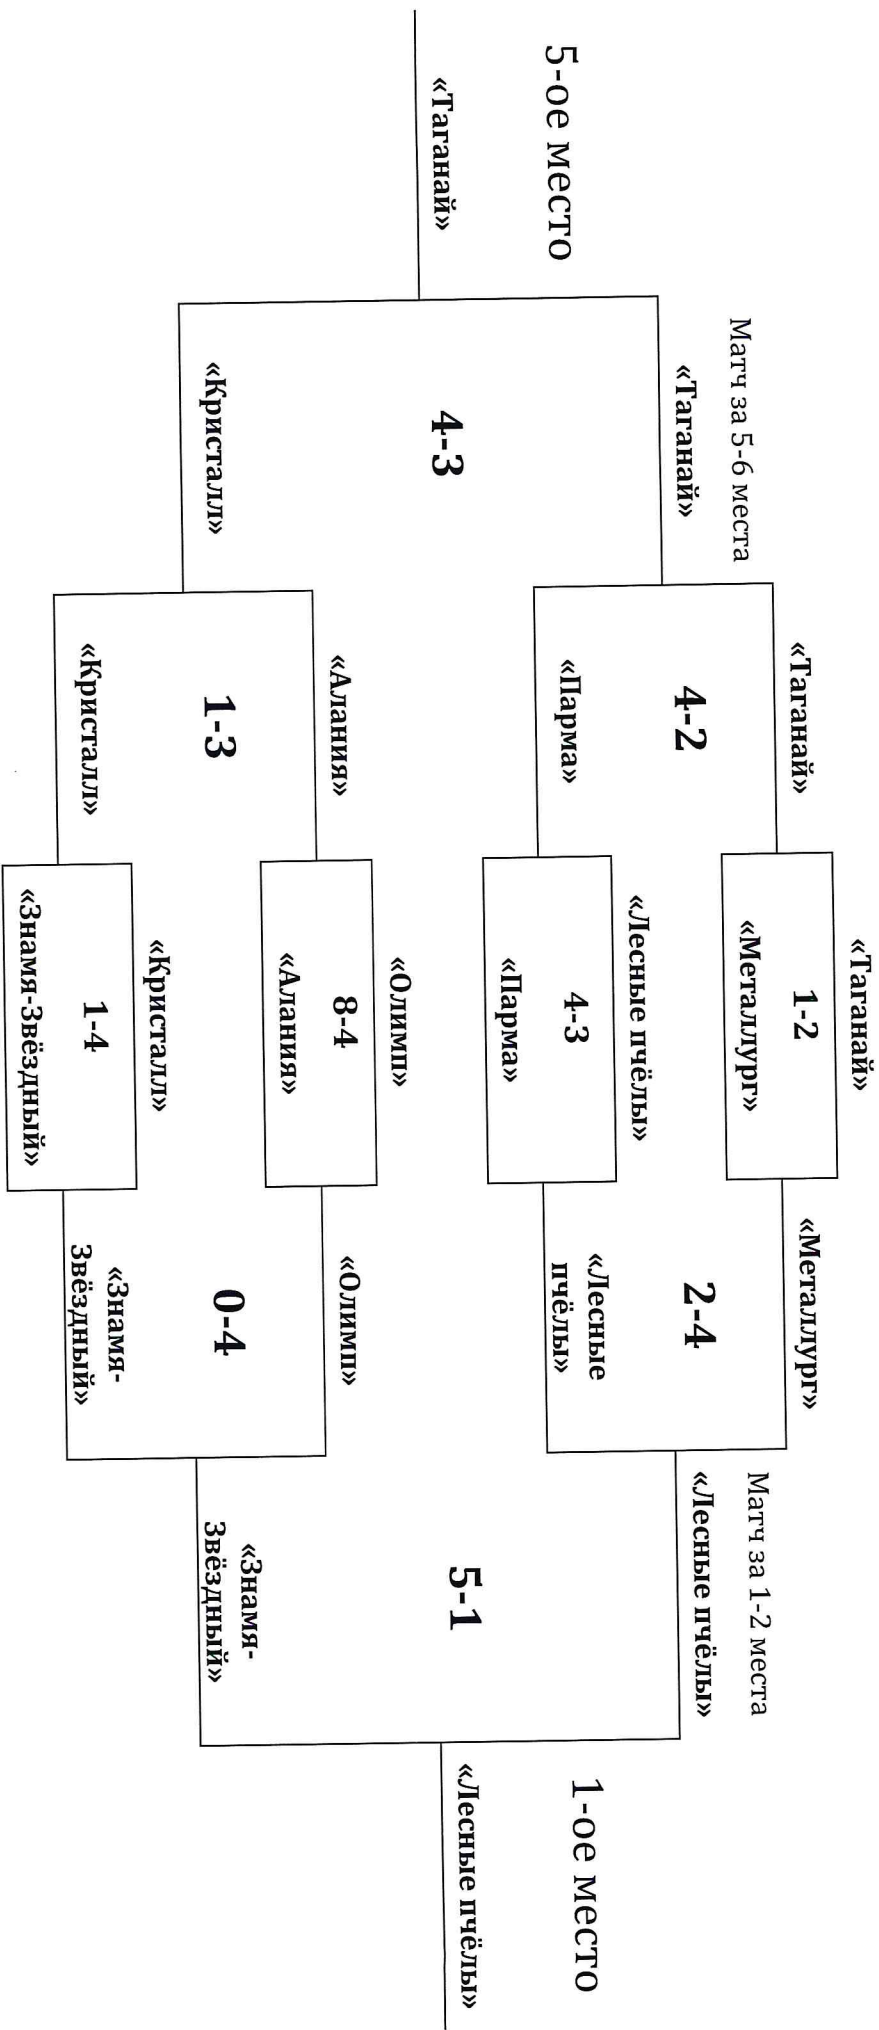 5-ое место
«Таганай»
Матч за 5-6 места
«Таганай»
4-3
«Кристалл»
«Таганай»
4-2
«Парма»
«Алания»
1-3
«Кристалл»
«Таганай»
1-2
«Металлург»
«Лесные пчёлы»
4-3
«Парма»
«Олимп»
8-4
«Алания»
«Кристалл»
1-4
«Знамя-Звёздный»
«Металлург»
2-4
«Лесные
пчёлы»
«Олимп»
0-4
«Знамя-
Звёздный»
Матч за 1-2 места
«Лесные пчёлы»
5-1
«Знамя-
Звёздный»
1-ое место
«Лесные пчёлы»